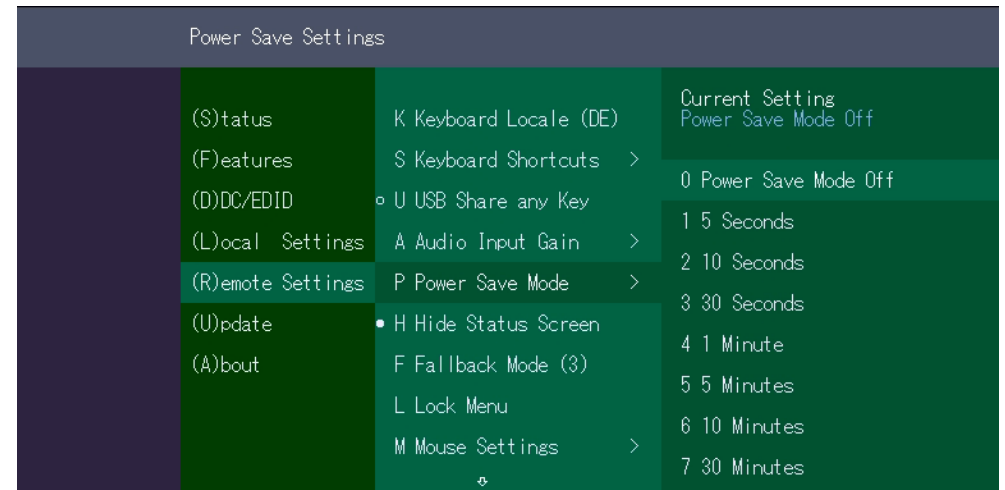 Power Save Settings
(S)tatus
(F)eatures
(D)DC/EDID
(L)ocal Settings
(R)emote Settings
(U)pdate
(A)bout
K Keyboard Locale (DE)
S Keyboard Shortcuts >
U USB Share any Key
A Audio Input Gain >
P Power Save Mode >
H Hide Status Screen
F Fallback Mode (3)
L Lock Menu
M Mouse Settings >
Current Setting
Power Save Mode Off
0 Power Save Mode Off
1 5 Seconds
2 10 Seconds
3 30 Seconds
4 1 Minute
5 5 Minutes
6 10 Minutes
7 30 Minutes